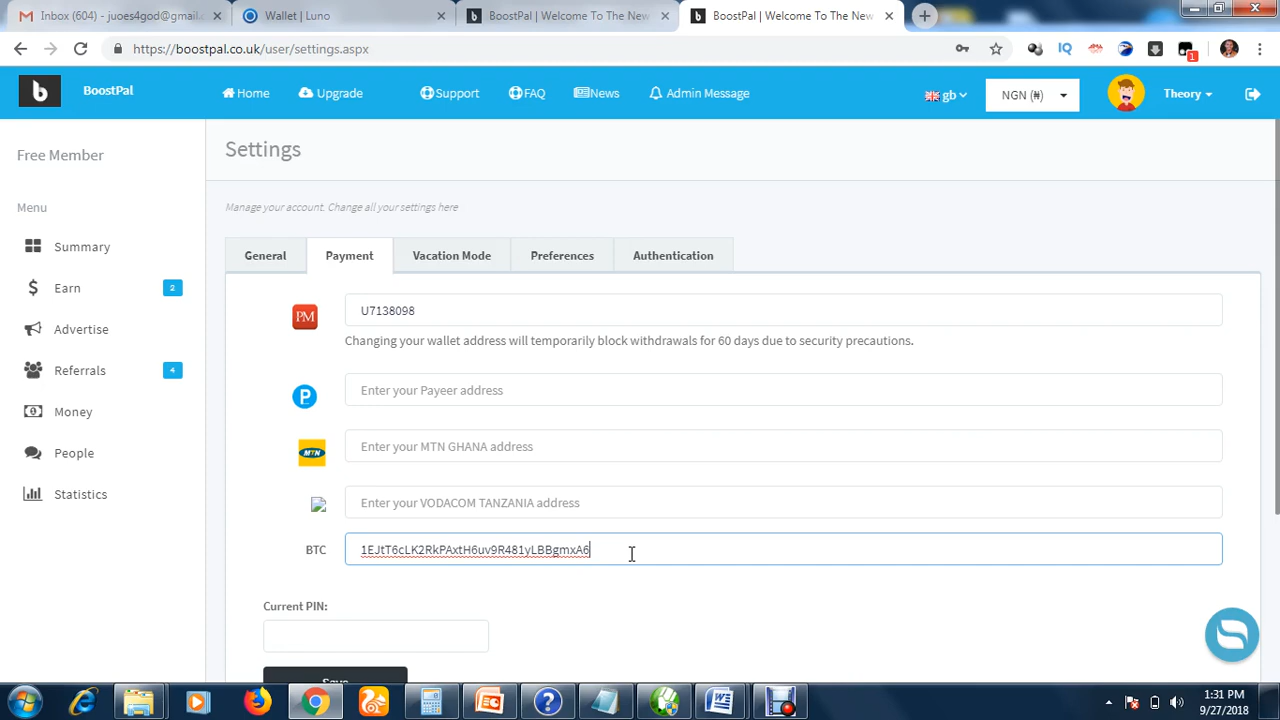 Inbox (604) - juoes4god@gmail.
Wallet | Luno
BoostPal | Welcome To The New
BoostPal | Welcome To The New
https://boostpal.co.uk/user/settings.aspx
IQ
1
b
BoostPal
Home
Upgrade
Support
FAQ
News
Admin Message
gb
NGN (₦)
Theory
Free Member
Menu
Summary
Earn
2
Advertise
Referrals
4
Money
People
Statistics
Settings
Manage your account. Change all your settings here
General
Payment
Vacation Mode
Preferences
Authentication
PM
U7138098
Changing your wallet address will temporarily block withdrawals for 60 days due to security precautions.
P
Enter your Payeer address
MTN
Enter your MTN GHANA address
Enter your VODACOM TANZANIA address
BTC
1EJtT6cLK2RkPAxtH6uv9R481yLBBgmxA6
Current PIN:
Save
1:31 PM
9/27/2018